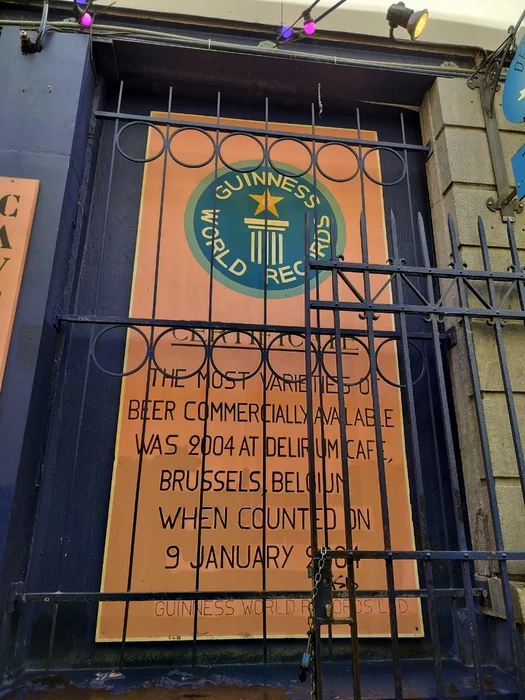 GUINNESS
WORLD RECORDS
CERTIFICATE
THE MOST VARIETIES OF
BEER COMMERCIALLY AVAILABLE
WAS 2004 AT DELIRIUM CAFE,
BRUSSELS, BELGIUM
WHEN COUNTED ON
9 JANUARY 2004
GUINNESS WORLD RECORDS LTD
C
A